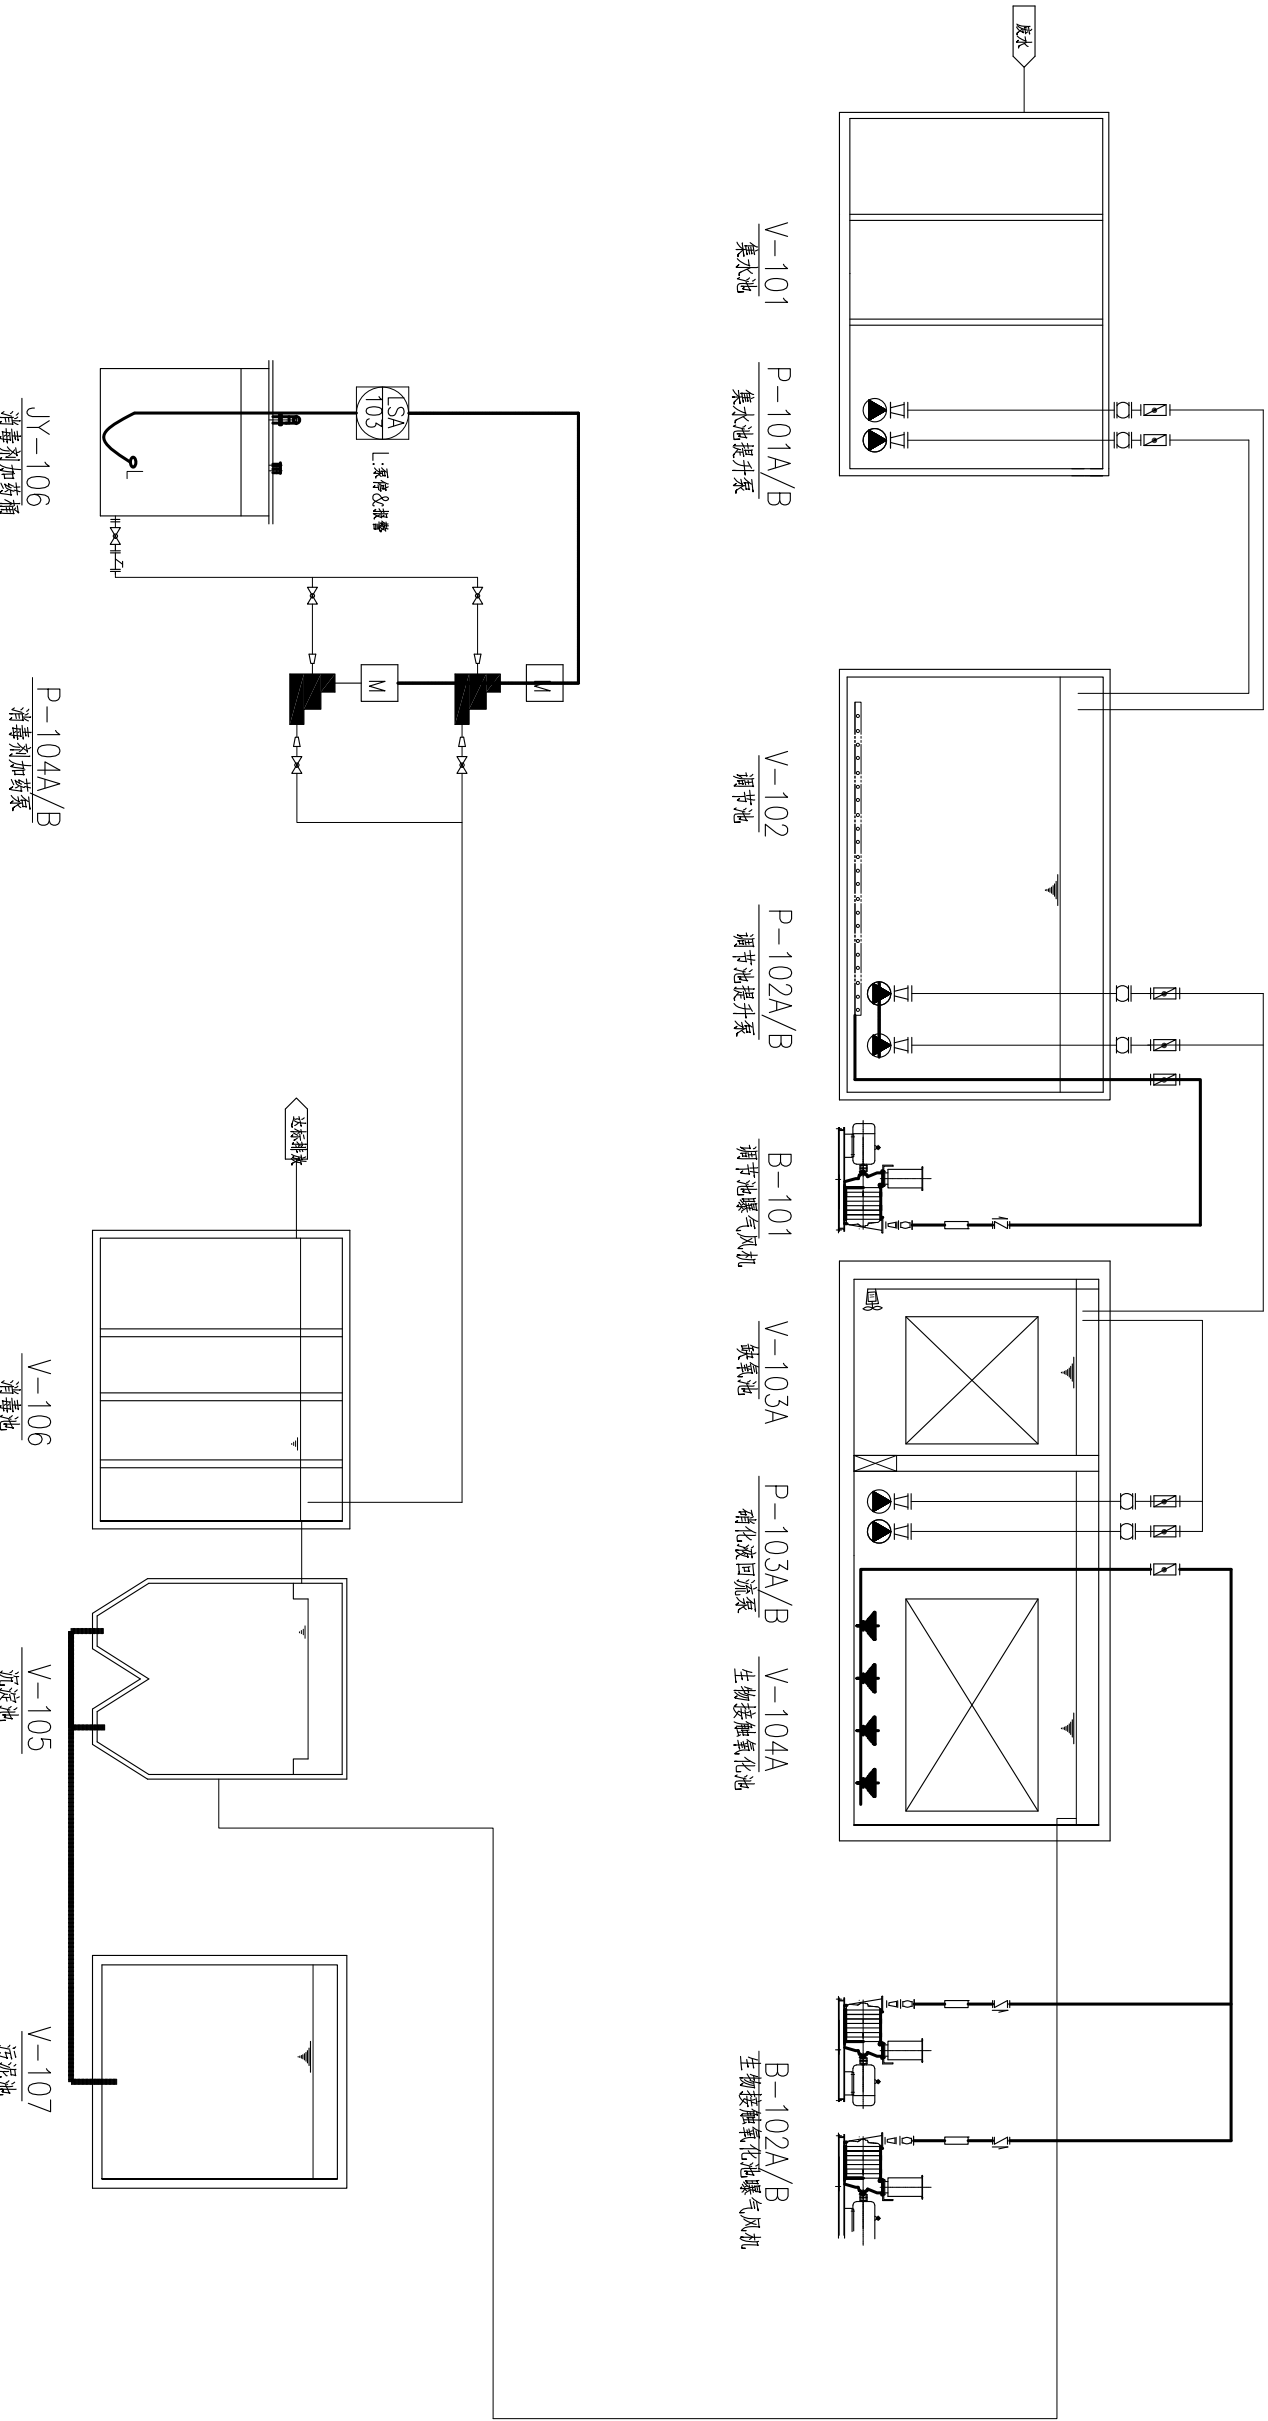 废水
V-101
集水池
P-101A/B
集水池提升泵
V-102
调节池
P-102A/B
调节池提升泵
B-101
调节池曝气风机
V-103A
缺氧池
P-103A/B
硝化液回流泵
V-104A
生物接触氧化池
B-102A/B
生物接触氧化池曝气风机
LSA
103
L:泵停&报警
L
M
M
达标排放
JY-106
消毒剂加药桶
P-104A/B
消毒剂加药泵
V-106
消毒池
V-105
沉淀池
V-107
污泥池